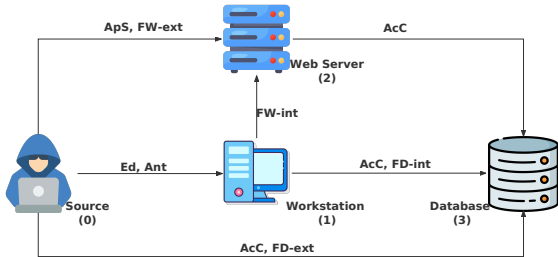 ApS, FW-ext
AcC
Web Server
(2)
FW-int
Ed, Ant
AcC, FD-int
Source
(0)
Workstation
(1)
Database
(3)
AcC, FD-ext